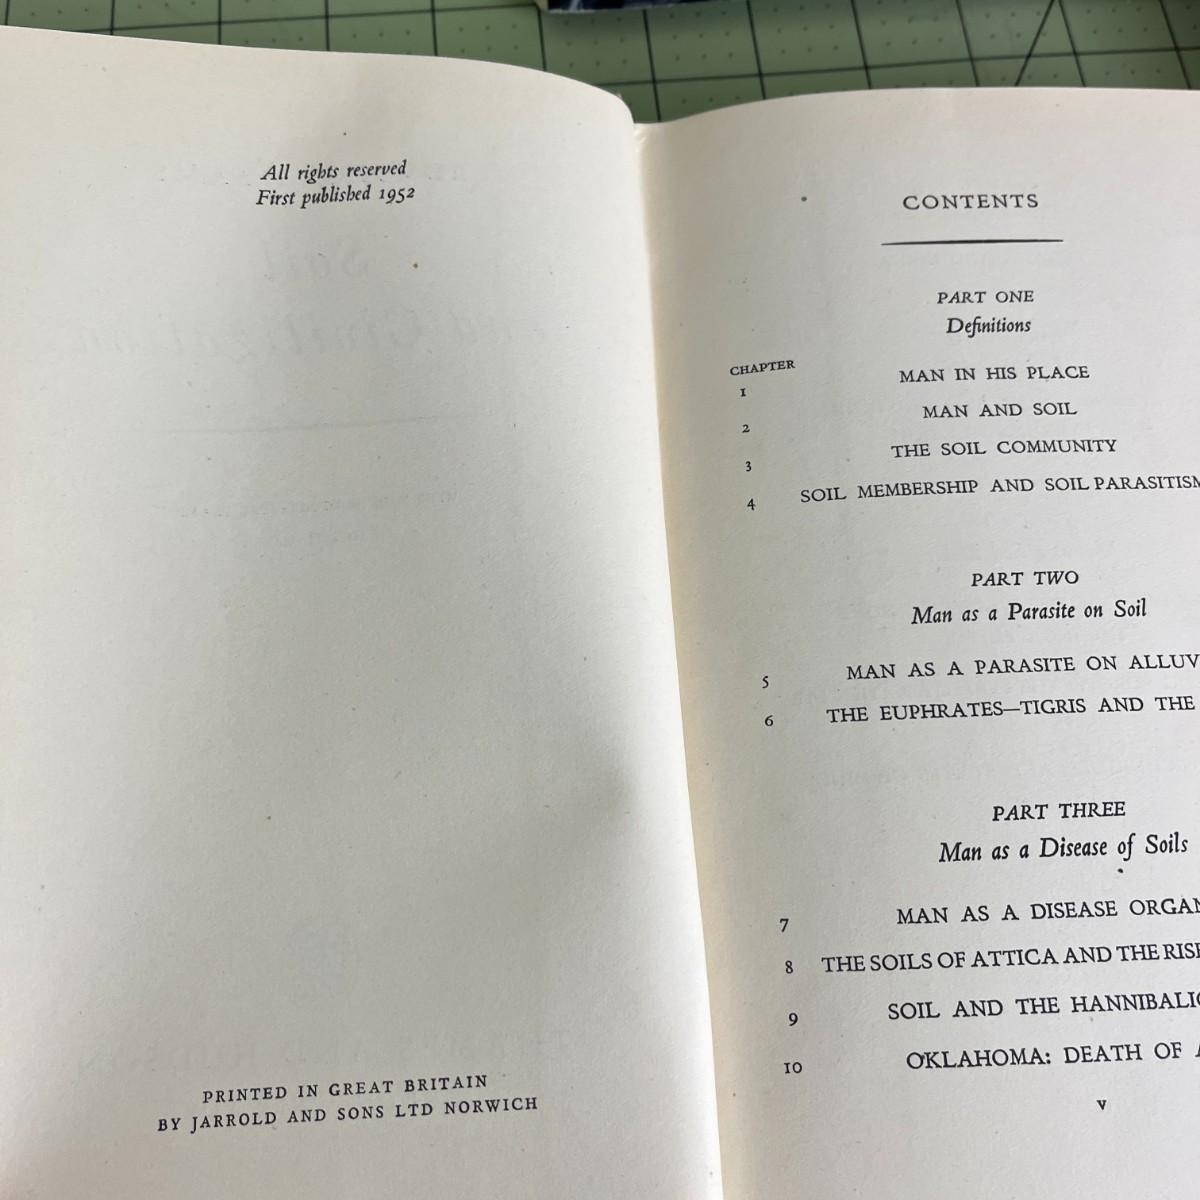 All rights reserved
First published 1952
PRINTED IN GREAT BRITAIN
BY JARROLD AND SONS LTD NORWICH
CONTENTS
PART ONE
Definitions
CHAPTER
1 MAN IN HIS PLACE
2 MAN AND SOIL
3 THE SOIL COMMUNITY
4 SOIL MEMBERSHIP AND SOIL PARASITISM
PART TWO
Man as a Parasite on Soil
5 MAN AS A PARASITE ON ALLUV
6 THE EUPHRATES—TIGRIS AND THE
PART THREE
Man as a Disease of Soils
7 MAN AS A DISEASE ORGAN
8 THE SOILS OF ATTICA AND THE RISE
9 SOIL AND THE HANNIBALIC
10 OKLAHOMA: DEATH OF A
v